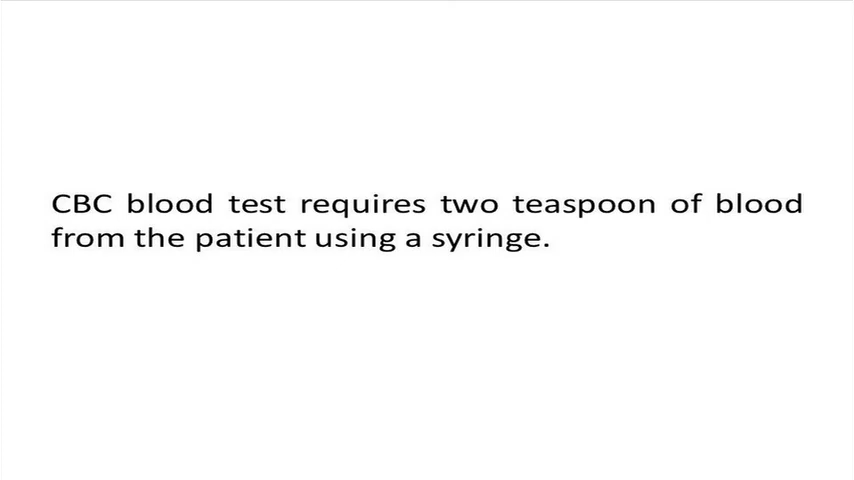 CBC blood test requires two teaspoon of blood
from the patient using a syringe.